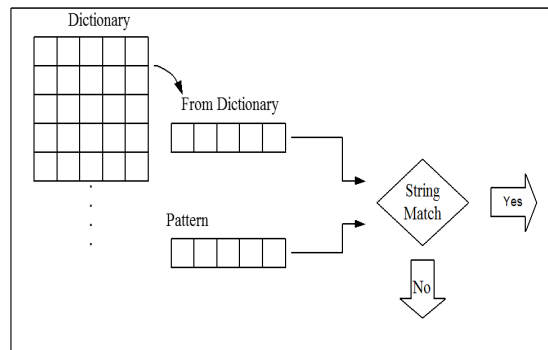 Dictionary
From Dictionary
String
Match
Yes
Pattern
No